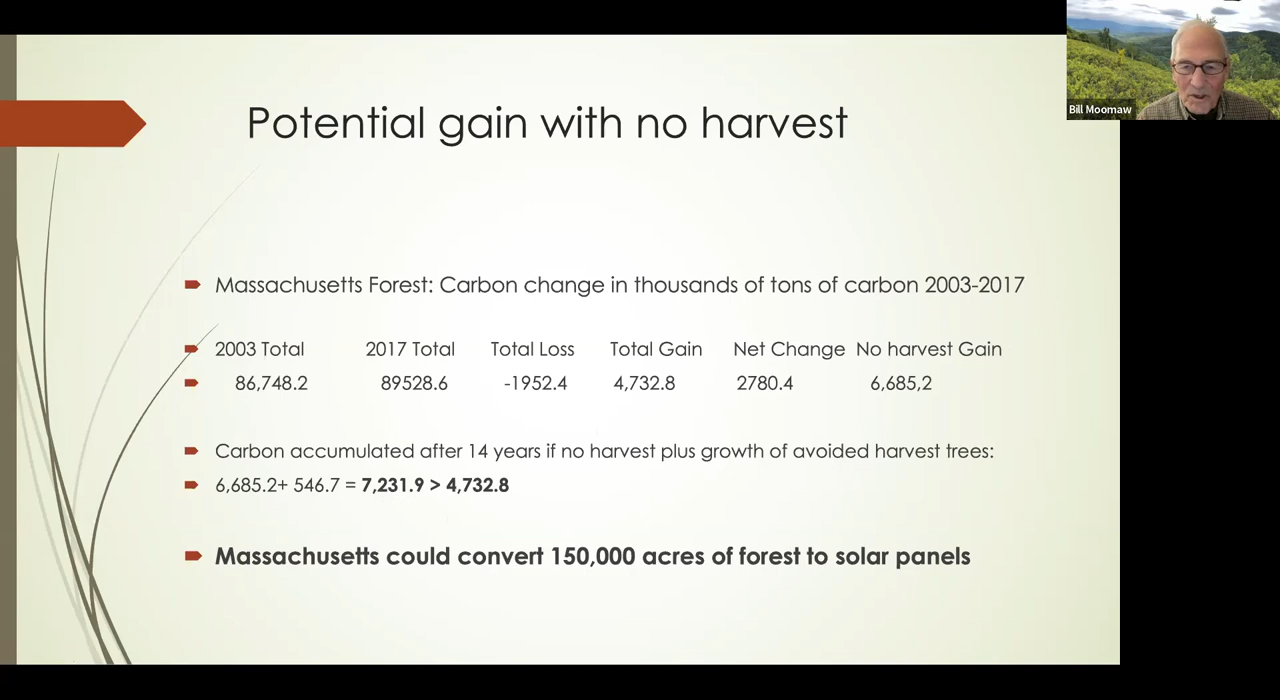 Bill Moomaw
Potential gain with no harvest
Massachusetts Forest: Carbon change in thousands of tons of carbon 2003-2017
2003 Total 2017 Total Total Loss Total Gain Net Change No harvest Gain
86,748.2 89528.6 -1952.4 4,732.8 2780.4 6,685,2
Carbon accumulated after 14 years if no harvest plus growth of avoided harvest trees:
6,685.2+ 546.7 = 7,231.9 > 4,732.8
Massachusetts could convert 150,000 acres of forest to solar panels